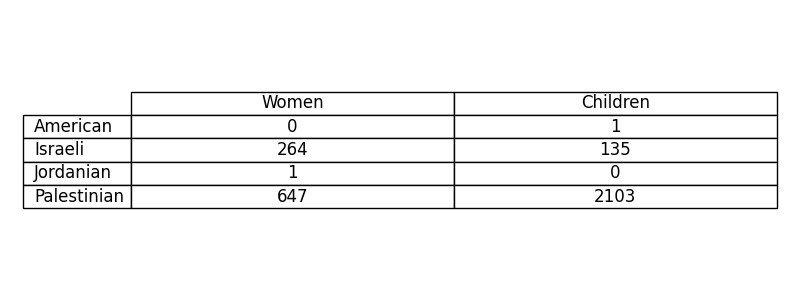 Women Children
American 0 1
Israeli 264 135
Jordanian 1 0
Palestinian 647 2103